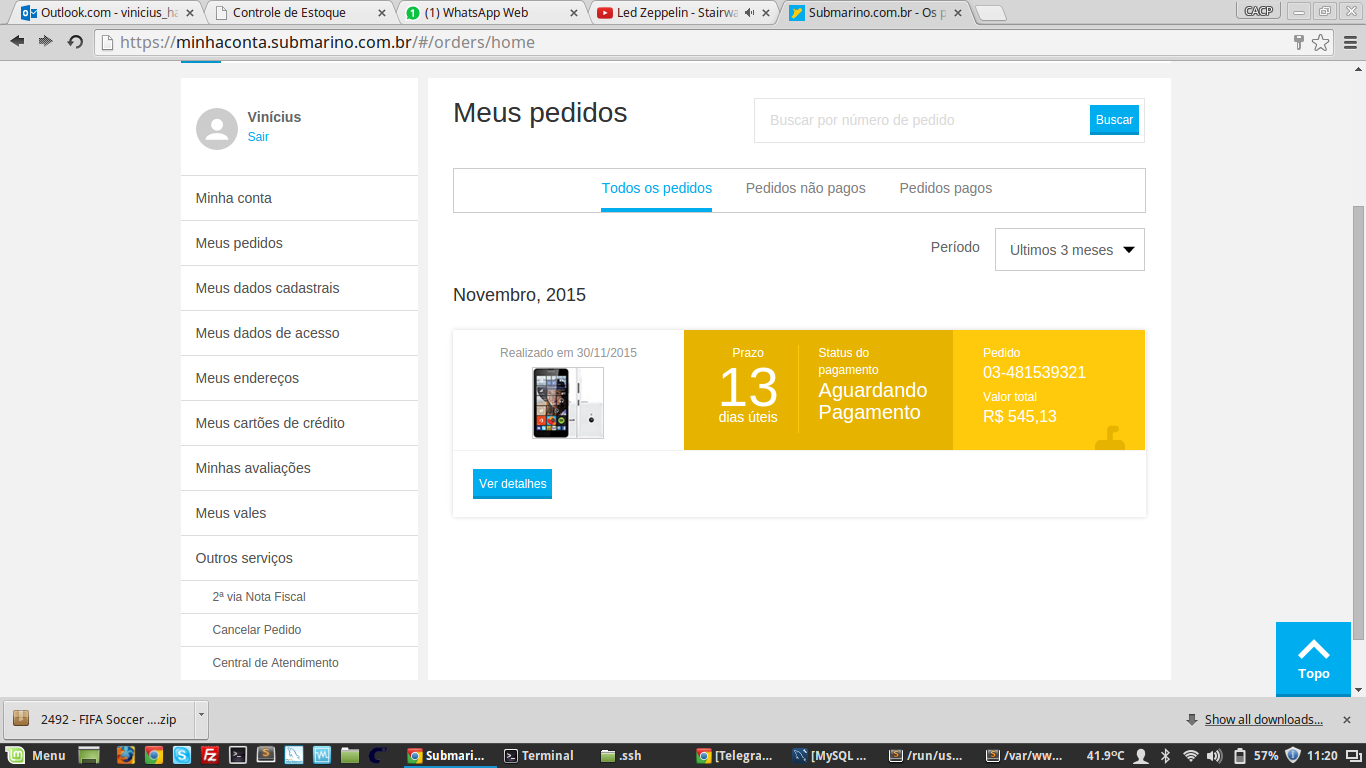 Outlook.com - vinicius_ha
Controle de Estoque
(1) WhatsApp Web
Led Zeppelin - Stairwa
Submarino.com.br - Os p
CACP
https://minhaconta.submarino.com.br/#/orders/home
Vinícius
Sair
Minha conta
Meus pedidos
Meus dados cadastrais
Meus dados de acesso
Meus endereços
Meus cartões de crédito
Minhas avaliações
Meus vales
Outros serviços
2ª via Nota Fiscal
Cancelar Pedido
Central de Atendimento
Meus pedidos
Buscar por número de pedido
Buscar
Todos os pedidos
Pedidos não pagos
Pedidos pagos
Período
Últimos 3 meses
Novembro, 2015
Realizado em 30/11/2015
Prazo
13
dias úteis
Status do
pagamento
Aguardando
Pagamento
Pedido
03-481539321
Valor total
R$ 545,13
Ver detalhes
Topo
2492 - FIFA Soccer ....zip
Show all downloads...
Menu
Submari...
Terminal
.ssh
[Telegra...
[MySQL ...
/run/us...
/var/ww...
41.9ºC
57%
11:20